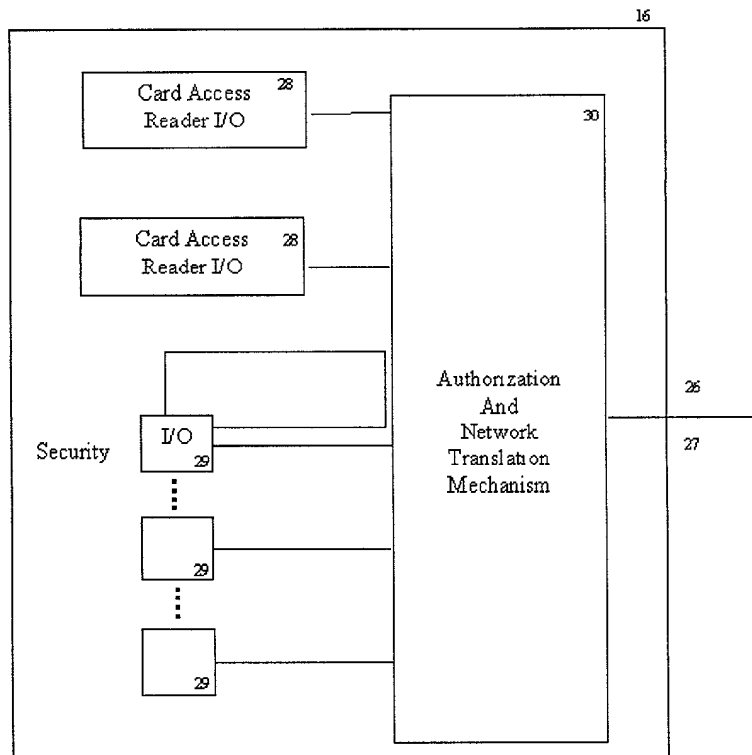 16
Card Access 28
Reader I/O
30
Card Access 28
Reader I/O
Authorization
And
Network
Translation
Mechanism
26
27
Security
I/O
29
29
29